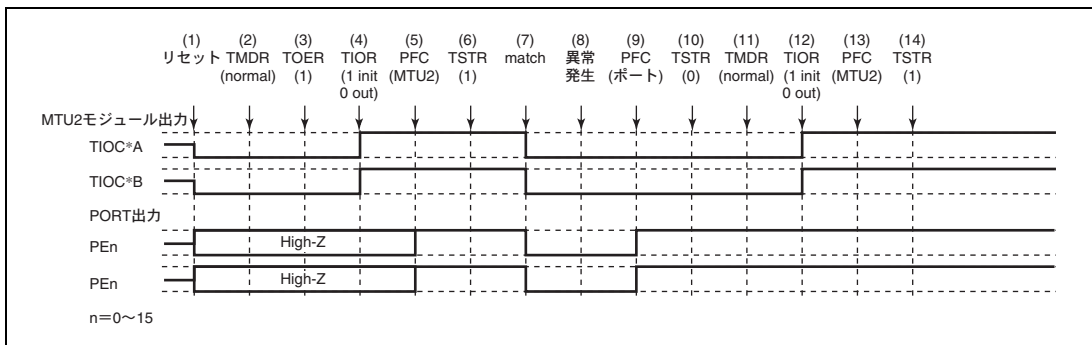 (1) (2) (3) (4) (5) (6) (7) (8) (9) (10) (11) (12) (13) (14)
リセット TMDR TOER TIOR PFC TSTR match 異常 PFC TSTR TMDR TIOR PFC TSTR
(normal) (1) (1 init (MTU2) (1) 発生 (ポート) (0) (normal) (1 init (MTU2) (1)
0 out) 0 out)
MTU2モジュール出力
TIOC*A
TIOC*B
PORT出力
PEn High-Z
PEn High-Z
n=0〜15